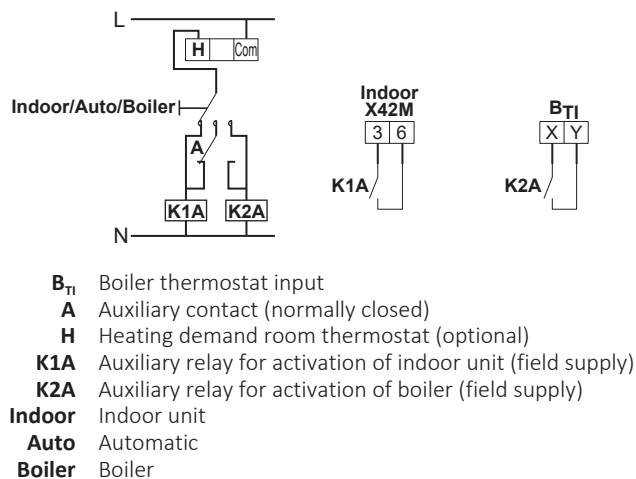 L
H Com
Indoor/Auto/Boiler
A
K1A K2A
N
Indoor
X42M
3 6
K1A
BTI
X Y
K2A
BTI Boiler thermostat input
A Auxiliary contact (normally closed)
H Heating demand room thermostat (optional)
K1A Auxiliary relay for activation of indoor unit (field supply)
K2A Auxiliary relay for activation of boiler (field supply)
Indoor Indoor unit
Auto Automatic
Boiler Boiler